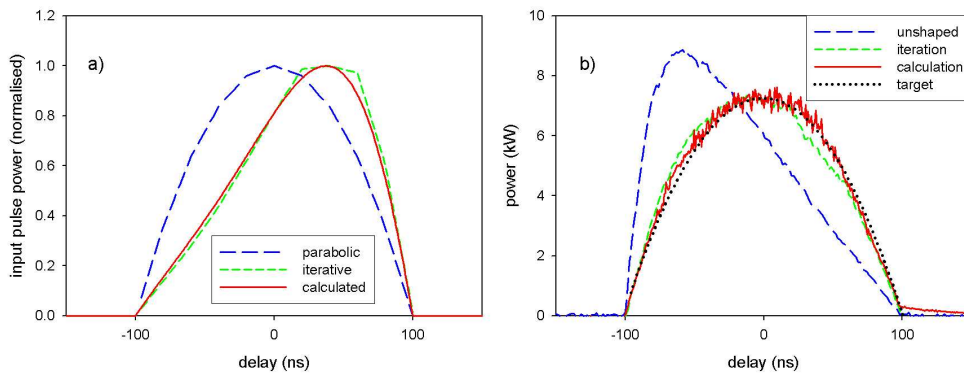 a)
1.2
1.0
0.8
0.6
0.4
0.2
0.0
input pulse power (normalised)
parabolic
iterative
calculated
-100
0
100
delay (ns)
b)
10
8
6
4
2
0
power (kW)
unshaped
iteration
calculation
target
-100
0
100
delay (ns)